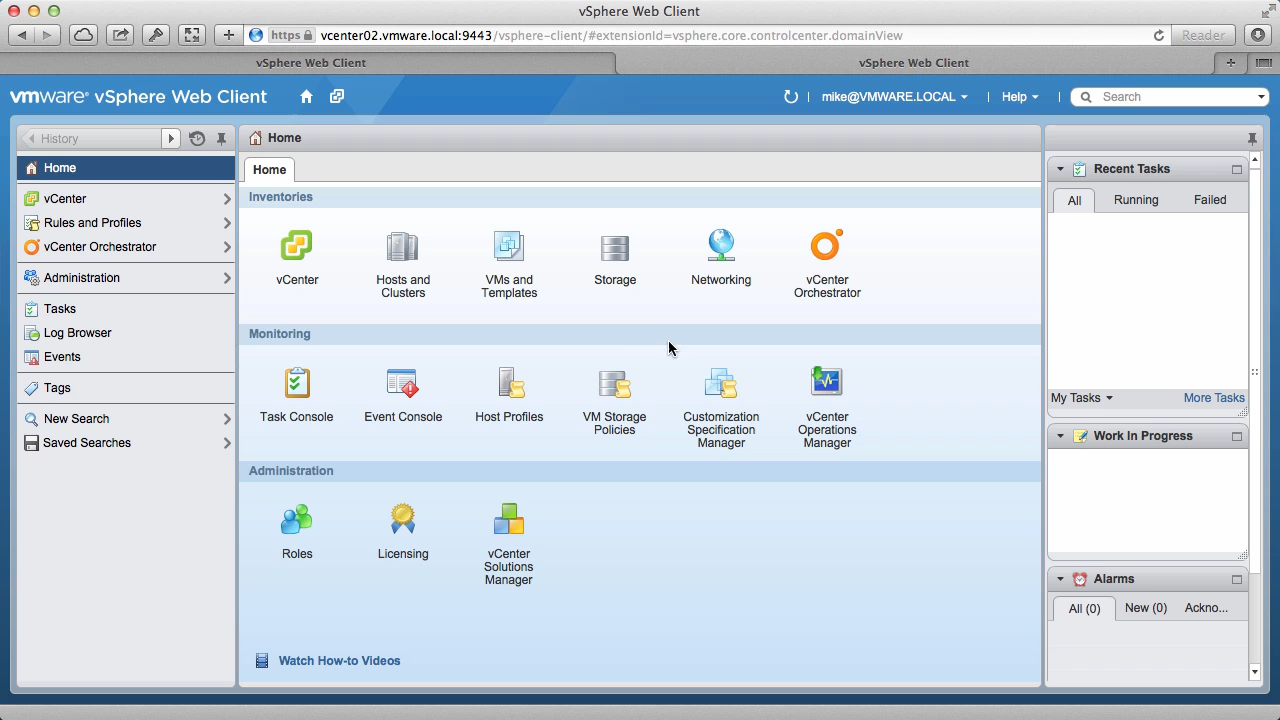 vSphere Web Client
https vcenter02.vmware.local:9443/vsphere-client/#extensionId=vsphere.core.controlcenter.domainView
Reader
vSphere Web Client
vSphere Web Client
vmware® vSphere Web Client
mike@VMWARE.LOCAL
Help
Search
History
Home
vCenter
Rules and Profiles
vCenter Orchestrator
Administration
Tasks
Log Browser
Events
Tags
New Search
Saved Searches
Home
Home
Inventories
vCenter
Hosts and
Clusters
VMs and
Templates
Storage
Networking
vCenter
Orchestrator
Monitoring
Task Console
Event Console
Host Profiles
VM Storage
Policies
Customization
Specification
Manager
vCenter
Operations
Manager
Administration
Roles
Licensing
vCenter
Solutions
Manager
Watch How-to Videos
Recent Tasks
All
Running
Failed
My Tasks
More Tasks
Work In Progress
Alarms
All (0)
New (0)
Ackno...